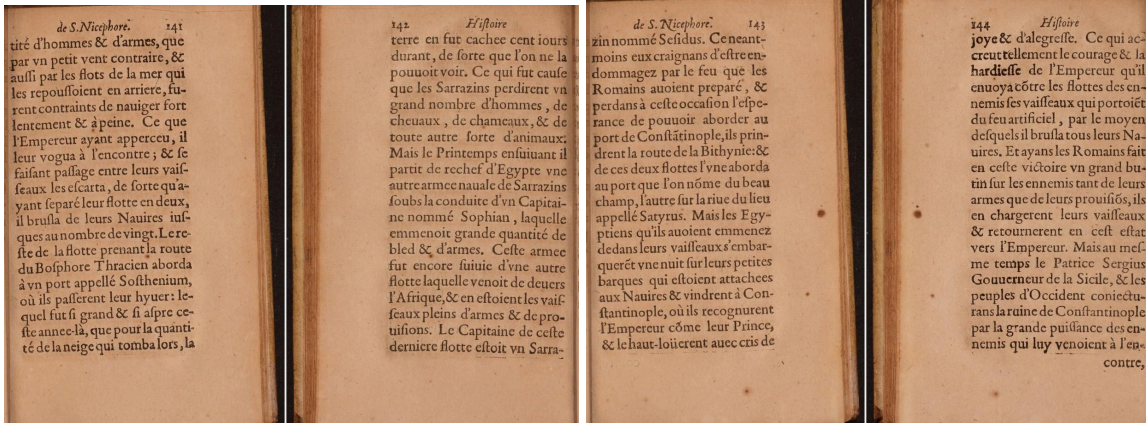 de S. Nicephore. 141
tité d'hommes & d'armes, que
par vn petit vent contraire, &
auſſi par les flots de la mer qui
les repouſſoient en arriere, fu-
rent contraints de nauiger fort
lentement & à peine. Ce que
l'Empereur ayant apperceu, il
leur vogua à l'encontre ; & ſe
faiſant paſſage entre leurs vaiſ-
ſeaux les eſcarta, de ſorte qu'a-
yant ſeparé leur flotte en deux,
il bruſla de leurs Nauires iuſ-
ques au nombre de vingt. Le re-
ſte de la flotte prenant la route
du Boſphore Thracien aborda
à vn port appellé Soſthenium,
où ils paſſerent leur hyuer : le-
quel fut ſi grand & ſi aſpre ce-
ſte annee-là, que pour la quanti-
té de la neige qui tomba lors, la
142 Hiſtoire
terre en fut cachee cent iours
durant, de ſorte que l'on ne la
pouuoit voir. Ce qui fut cauſe
que les Sarrazins perdirent vn
grand nombre d'hommes, de
cheuaux, de chameaux, & de
toute autre ſorte d'animaux.
Mais le Printemps enſuiuant il
partit de rechef d'Egypte vne
autre armee nauale de Sarrazins
ſoubs la conduite d'vn Capitai-
ne nommé Sophian, laquelle
emmenoit grande quantité de
bled & d'armes. Ceſte armee
fut encore ſuiuie d'vne autre
flotte laquelle venoit de deuers
l'Afrique, & en eſtoient les vaiſ-
ſeaux pleins d'armes & de pro-
uiſions. Le Capitaine de ceſte
derniere flotte eſtoit vn Sarra-
de S. Nicephore. 143
zin nommé Seſidus. Ce neant-
moins eux craignans d'eſtre en-
dommagez par le feu que les
Romains auoient preparé, &
perdans à ceſte occaſion l'eſpe-
rance de pouuoir aborder au
port de Conſtãtinople, ils prin-
drent la route de la Bithynie: &
de ces deux flottes l'vne aborda
au port que l'on nõme du beau
champ, l'autre ſur la riue du lieu
appellé Satyrus. Mais les Egy-
ptiens qu'ils auoient emmenez
dedans leurs vaiſſeaux s'embar-
querẽt vne nuit ſur leurs petites
barques qui eſtoient attachees
aux Nauires & vindrent à Con-
ſtantinople, où ils recognurent
l'Empereur cõme leur Prince,
& le haut-loüerent auec cris de
144 Hiſtoire
joye & d'alegreſſe. Ce qui ac-
creut tellement le courage & la
hardieſſe de l'Empereur qu'il
enuoya cõtre les flottes des en-
nemis ſes vaiſſeaux qui portoiẽt
du feu artificiel, par le moyen
deſquels il bruſla tous leurs Na-
uires. Et ayans les Romains fait
en ceſte victoire vn grand bu-
tin ſur les ennemis tant de leurs
armes que de leurs prouiſiõs, ils
en chargerent leurs vaiſſeaux
& retournerent en ceſt eſtat
vers l'Empereur. Mais au meſ-
me temps le Patrice Sergius
Gouuerneur de la Sicile, & les
peuples d'Occident coniectu-
rans la ruine de Conſtantinople
par la grande puiſſance des en-
nemis qui luy venoient à l'en-
contre,